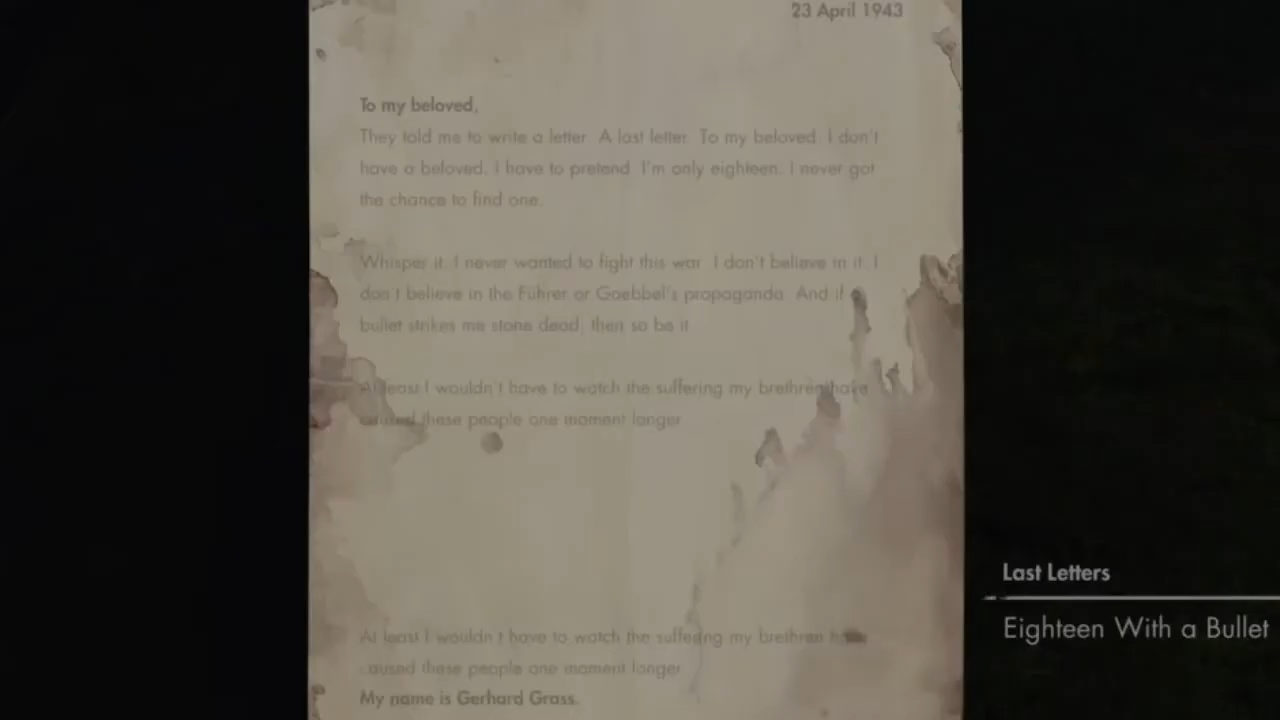 23 April 1943
To my beloved,
They told me to write a letter. A last letter. To my beloved. I don't
have a beloved. I have to pretend. I'm only eighteen. I never got
the chance to find one.
Whisper it. I never wanted to fight this war. I don't believe in it. I
don't believe in the Führer or Goebbel's propaganda. And if a
bullet strikes me stone dead, then so be it.
At least I wouldn't have to watch the suffering my brethren have
caused these people one moment longer.
At least I wouldn't have to watch the suffering my brethren have
caused these people one moment longer.
My name is Gerhard Grass.
Last Letters
Eighteen With a Bullet